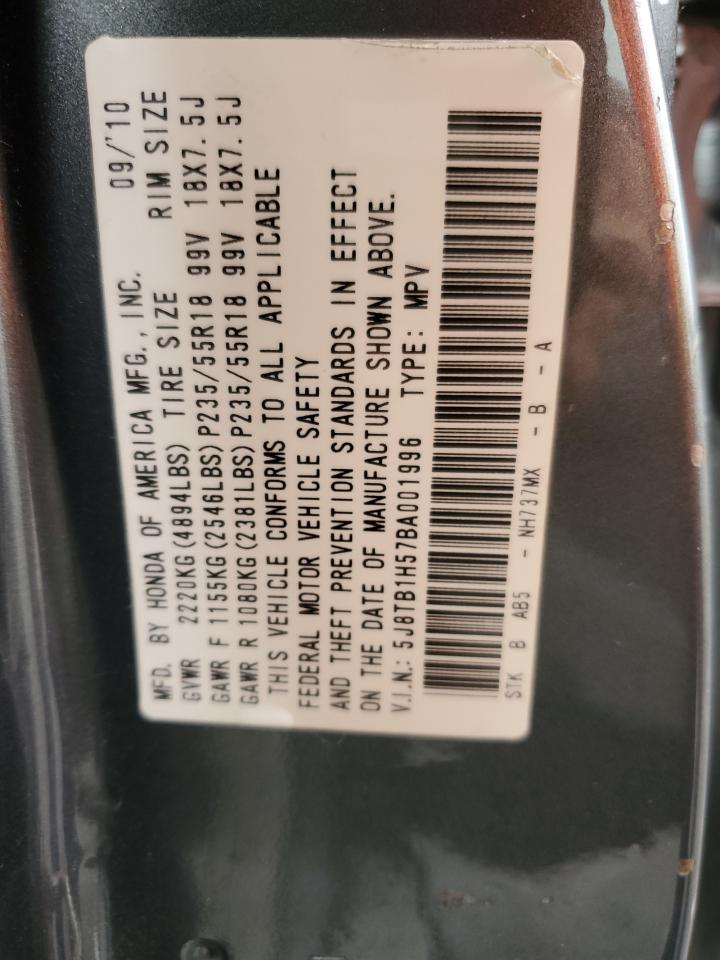 MFD. BY HONDA OF AMERICA MFG., INC. 09/'10
GVWR 2220KG(4894LBS) TIRE SIZE RIM SIZE
GAWR F 1155KG(2546LBS)P235/55R18 99V 18X7.5J
GAWR R 1080KG(2381LBS)P235/55R18 99V 18X7.5J
THIS VEHICLE CONFORMS TO ALL APPLICABLE
FEDERAL MOTOR VEHICLE SAFETY
AND THEFT PREVENTION STANDARDS IN EFFECT
ON THE DATE OF MANUFACTURE SHOWN ABOVE.
V.I.N.: 5J8TB1H57BA001996 TYPE: MPV
STK B AB5 - NH737MX - B - A